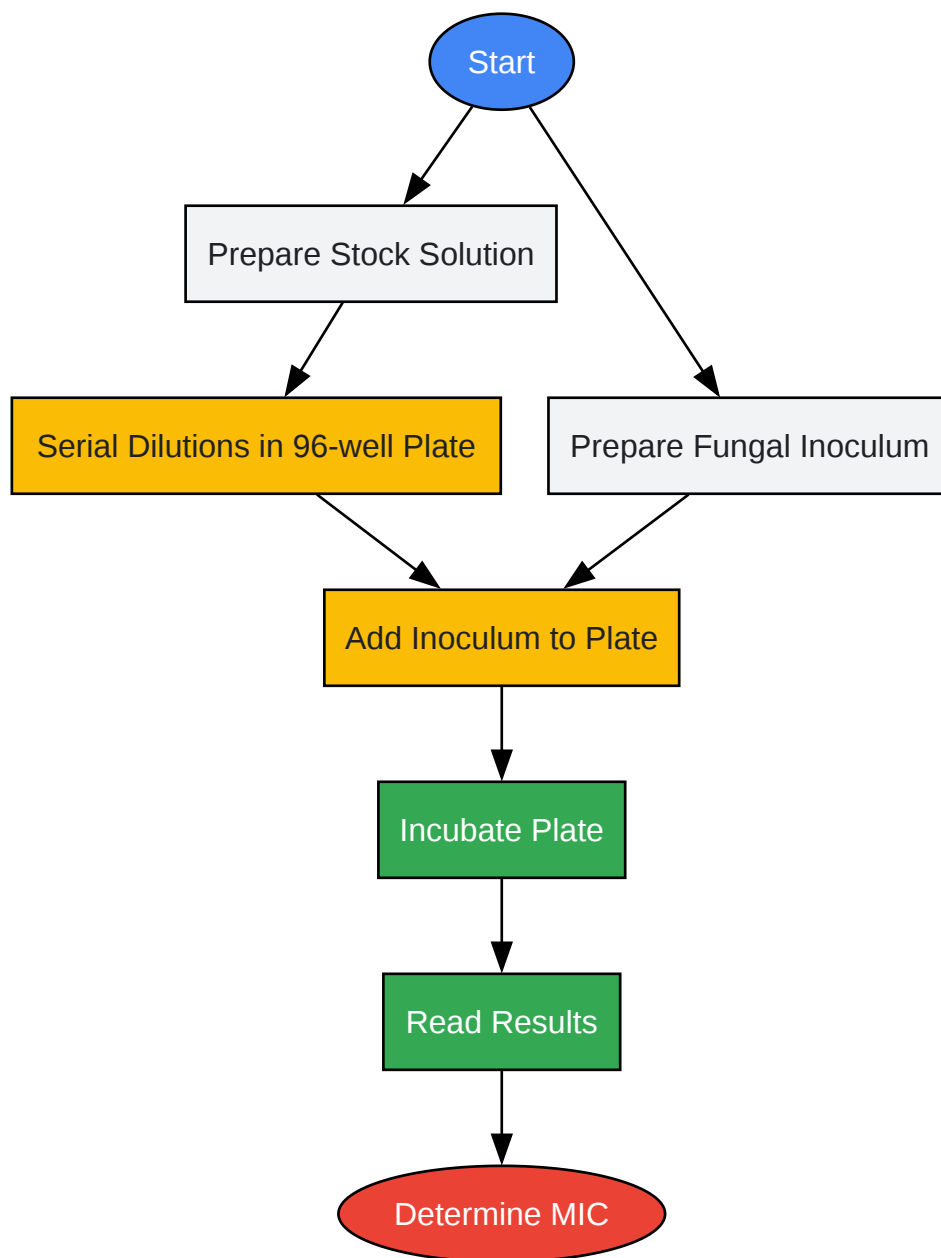 Start
Prepare Stock Solution
Serial Dilutions in 96-well Plate
Prepare Fungal Inoculum
Add Inoculum to Plate
Incubate Plate
Read Results
Determine MIC